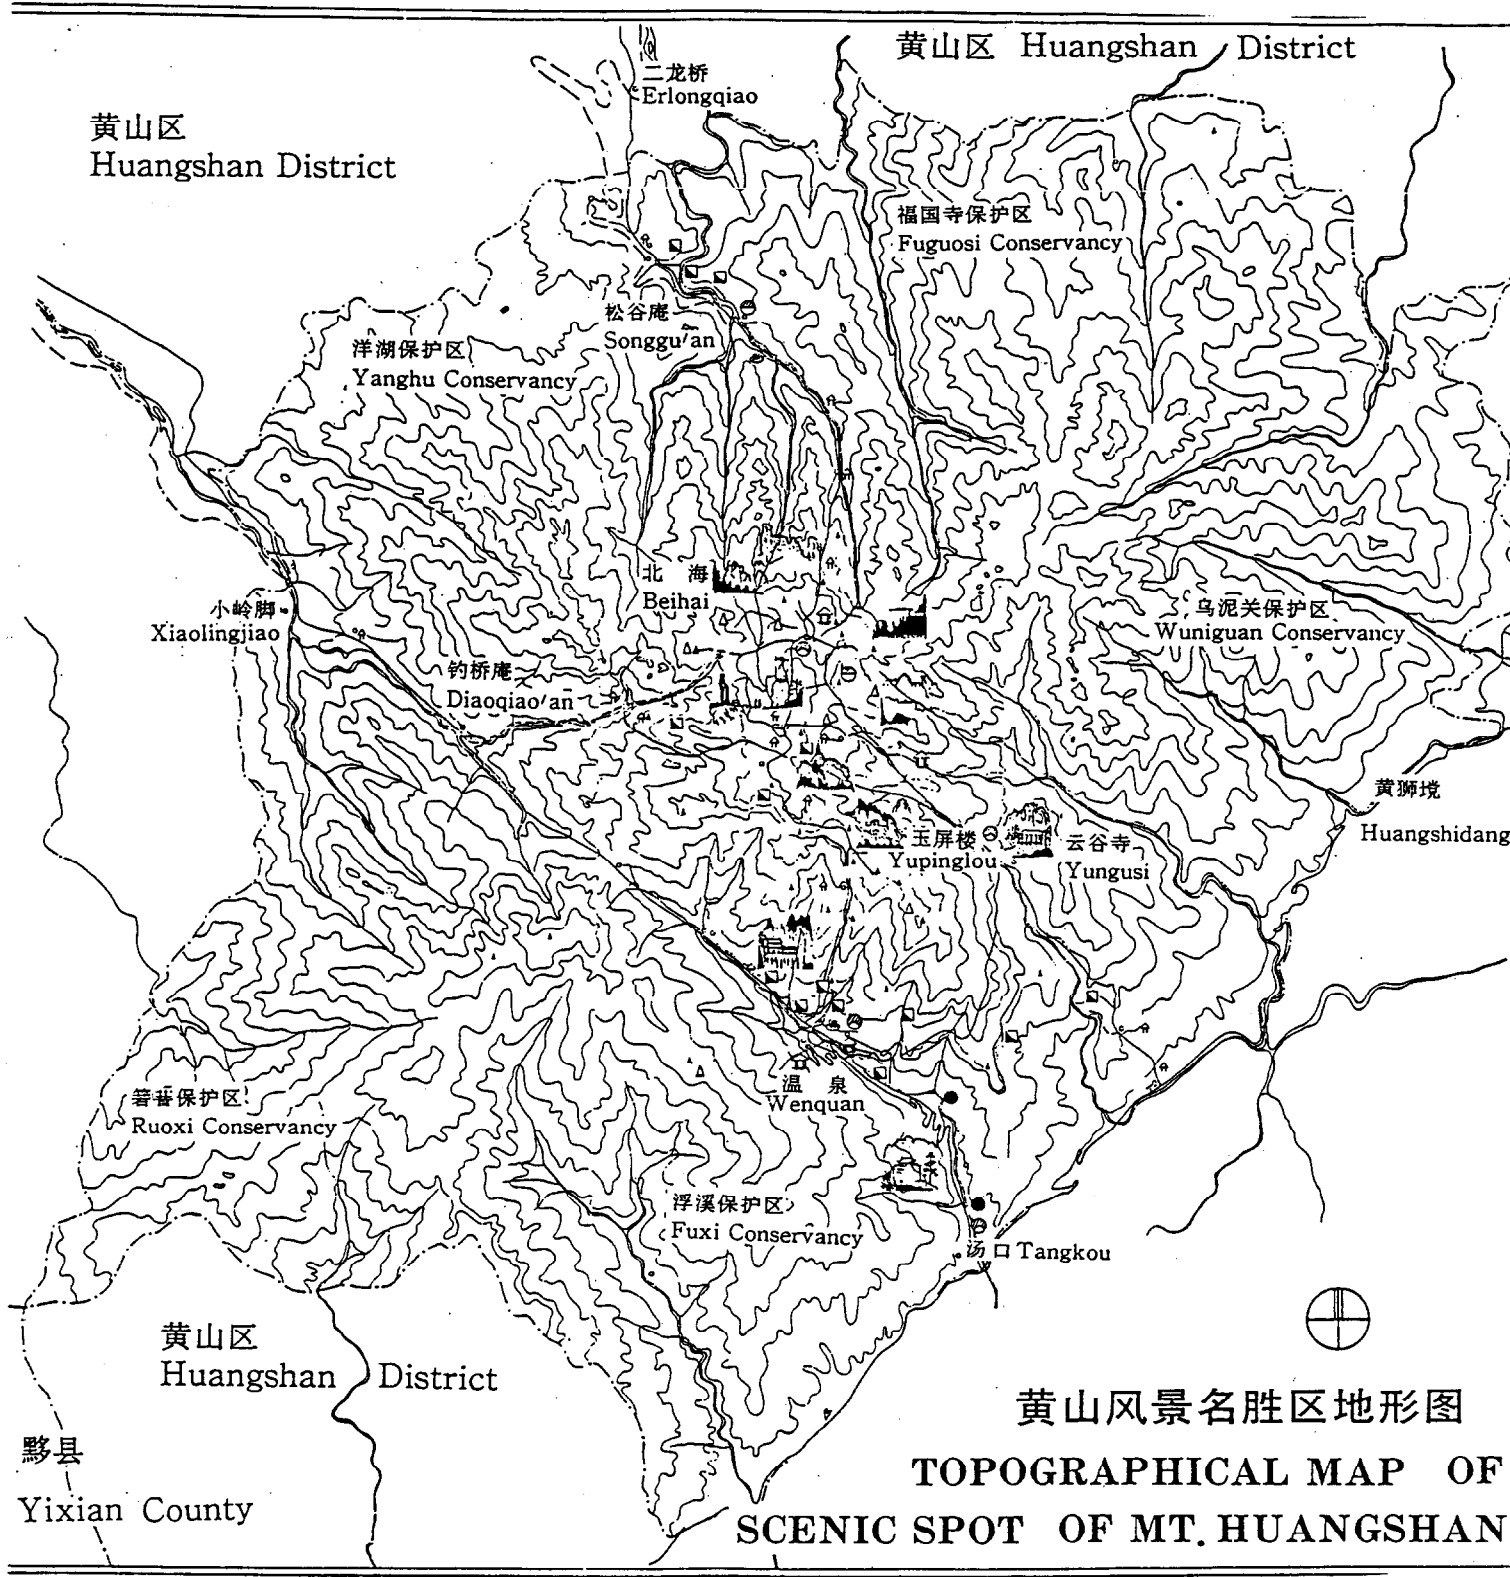 黄山区 Huangshan District
二龙桥
Erlongqiao
黄山区
Huangshan District
福国寺保护区
Fuguosi Conservancy
松谷庵
Songgu'an
洋湖保护区
Yanghu Conservancy
北 海
Beihai
小岭脚
Xiaolingjiao
乌泥关保护区
Wuniguan Conservancy
钓桥庵
Diaoqiao'an
黄狮垱
Huangshidang
玉屏楼
Yupinglou
云谷寺
Yungusi
温 泉
Wenquan
箬箬保护区
Ruoxi Conservancy
浮溪保护区
Fuxi Conservancy
汤口 Tangkou
黄山区
Huangshan District
黟县
Yixian County
黄山风景名胜区地形图
TOPOGRAPHICAL MAP OF
SCENIC SPOT OF MT. HUANGSHAN